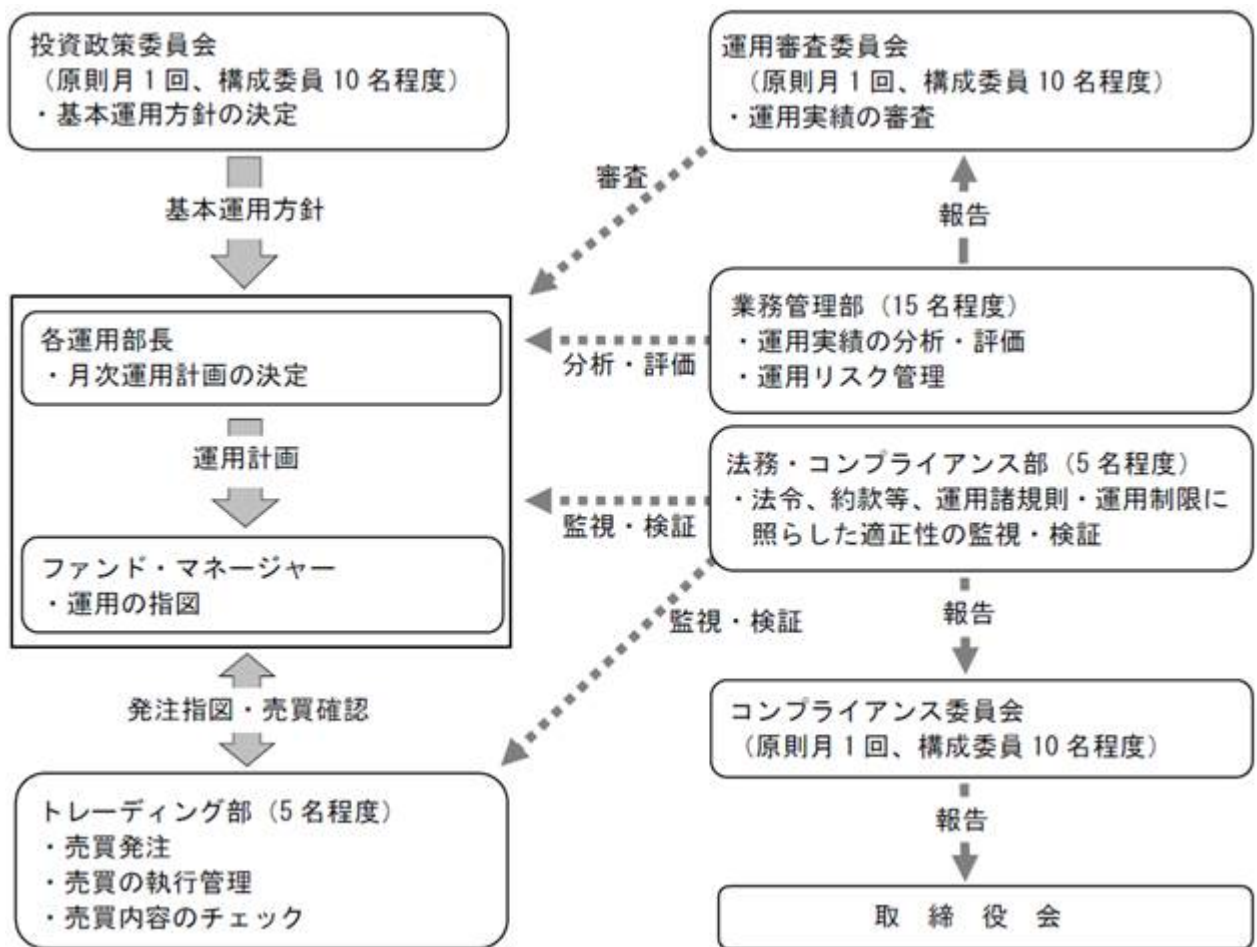 投資政策委員会
（原則月1回、構成委員10名程度）
・基本運用方針の決定
基本運用方針
各運用部長
・月次運用計画の決定
運用計画
ファンド・マネージャー
・運用の指図
発注指図・売買確認
トレーディング部（5名程度）
・売買発注
・売買の執行管理
・売買内容のチェック
運用審査委員会
（原則月1回、構成委員10名程度）
・運用実績の審査
審査
報告
業務管理部（15名程度）
・運用実績の分析・評価
・運用リスク管理
分析・評価
法務・コンプライアンス部（5名程度）
・法令、約款等、運用諸規則・運用制限に
照らした適正性の監視・検証
監視・検証
監視・検証
報告
コンプライアンス委員会
（原則月1回、構成委員10名程度）
報告
取　締　役　会